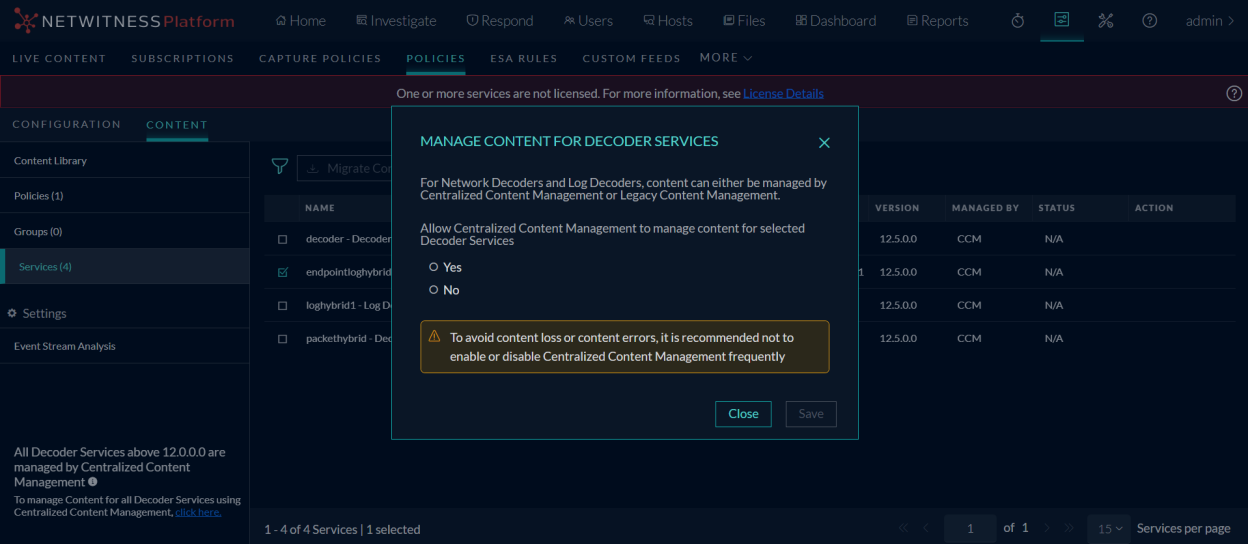 NETWITNESS Platform
Home
Investigate
Respond
Users
Hosts
Files
Dashboard
Reports
admin >
LIVE CONTENT
SUBSCRIPTIONS
CAPTURE POLICIES
POLICIES
ESA RULES
CUSTOM FEEDS
MORE
One or more services are not licensed. For more information, see License Details
CONFIGURATION
CONTENT
Content Library
Policies (1)
Groups (0)
Services (4)
Settings
Event Stream Analysis
All Decoder Services above 12.0.0.0 are
managed by Centralized Content
Management
To manage Content for all Decoder Services using
Centralized Content Management, click here.
Migrate Con
NAME
VERSION
MANAGED BY
STATUS
ACTION
decoder - Decoder
12.5.0.0
CCM
N/A
endpointloghybrid
1
12.5.0.0
CCM
N/A
loghybrid1 - Log D
12.5.0.0
CCM
N/A
packethybrid - Dec
12.5.0.0
CCM
N/A
MANAGE CONTENT FOR DECODER SERVICES
For Network Decoders and Log Decoders, content can either be managed by
Centralized Content Management or Legacy Content Management.
Allow Centralized Content Management to manage content for selected
Decoder Services
Yes
No
To avoid content loss or content errors, it is recommended not to
enable or disable Centralized Content Management frequently
Close
Save
1 - 4 of 4 Services | 1 selected
<< < 1 of 1 > >>
15
Services per page